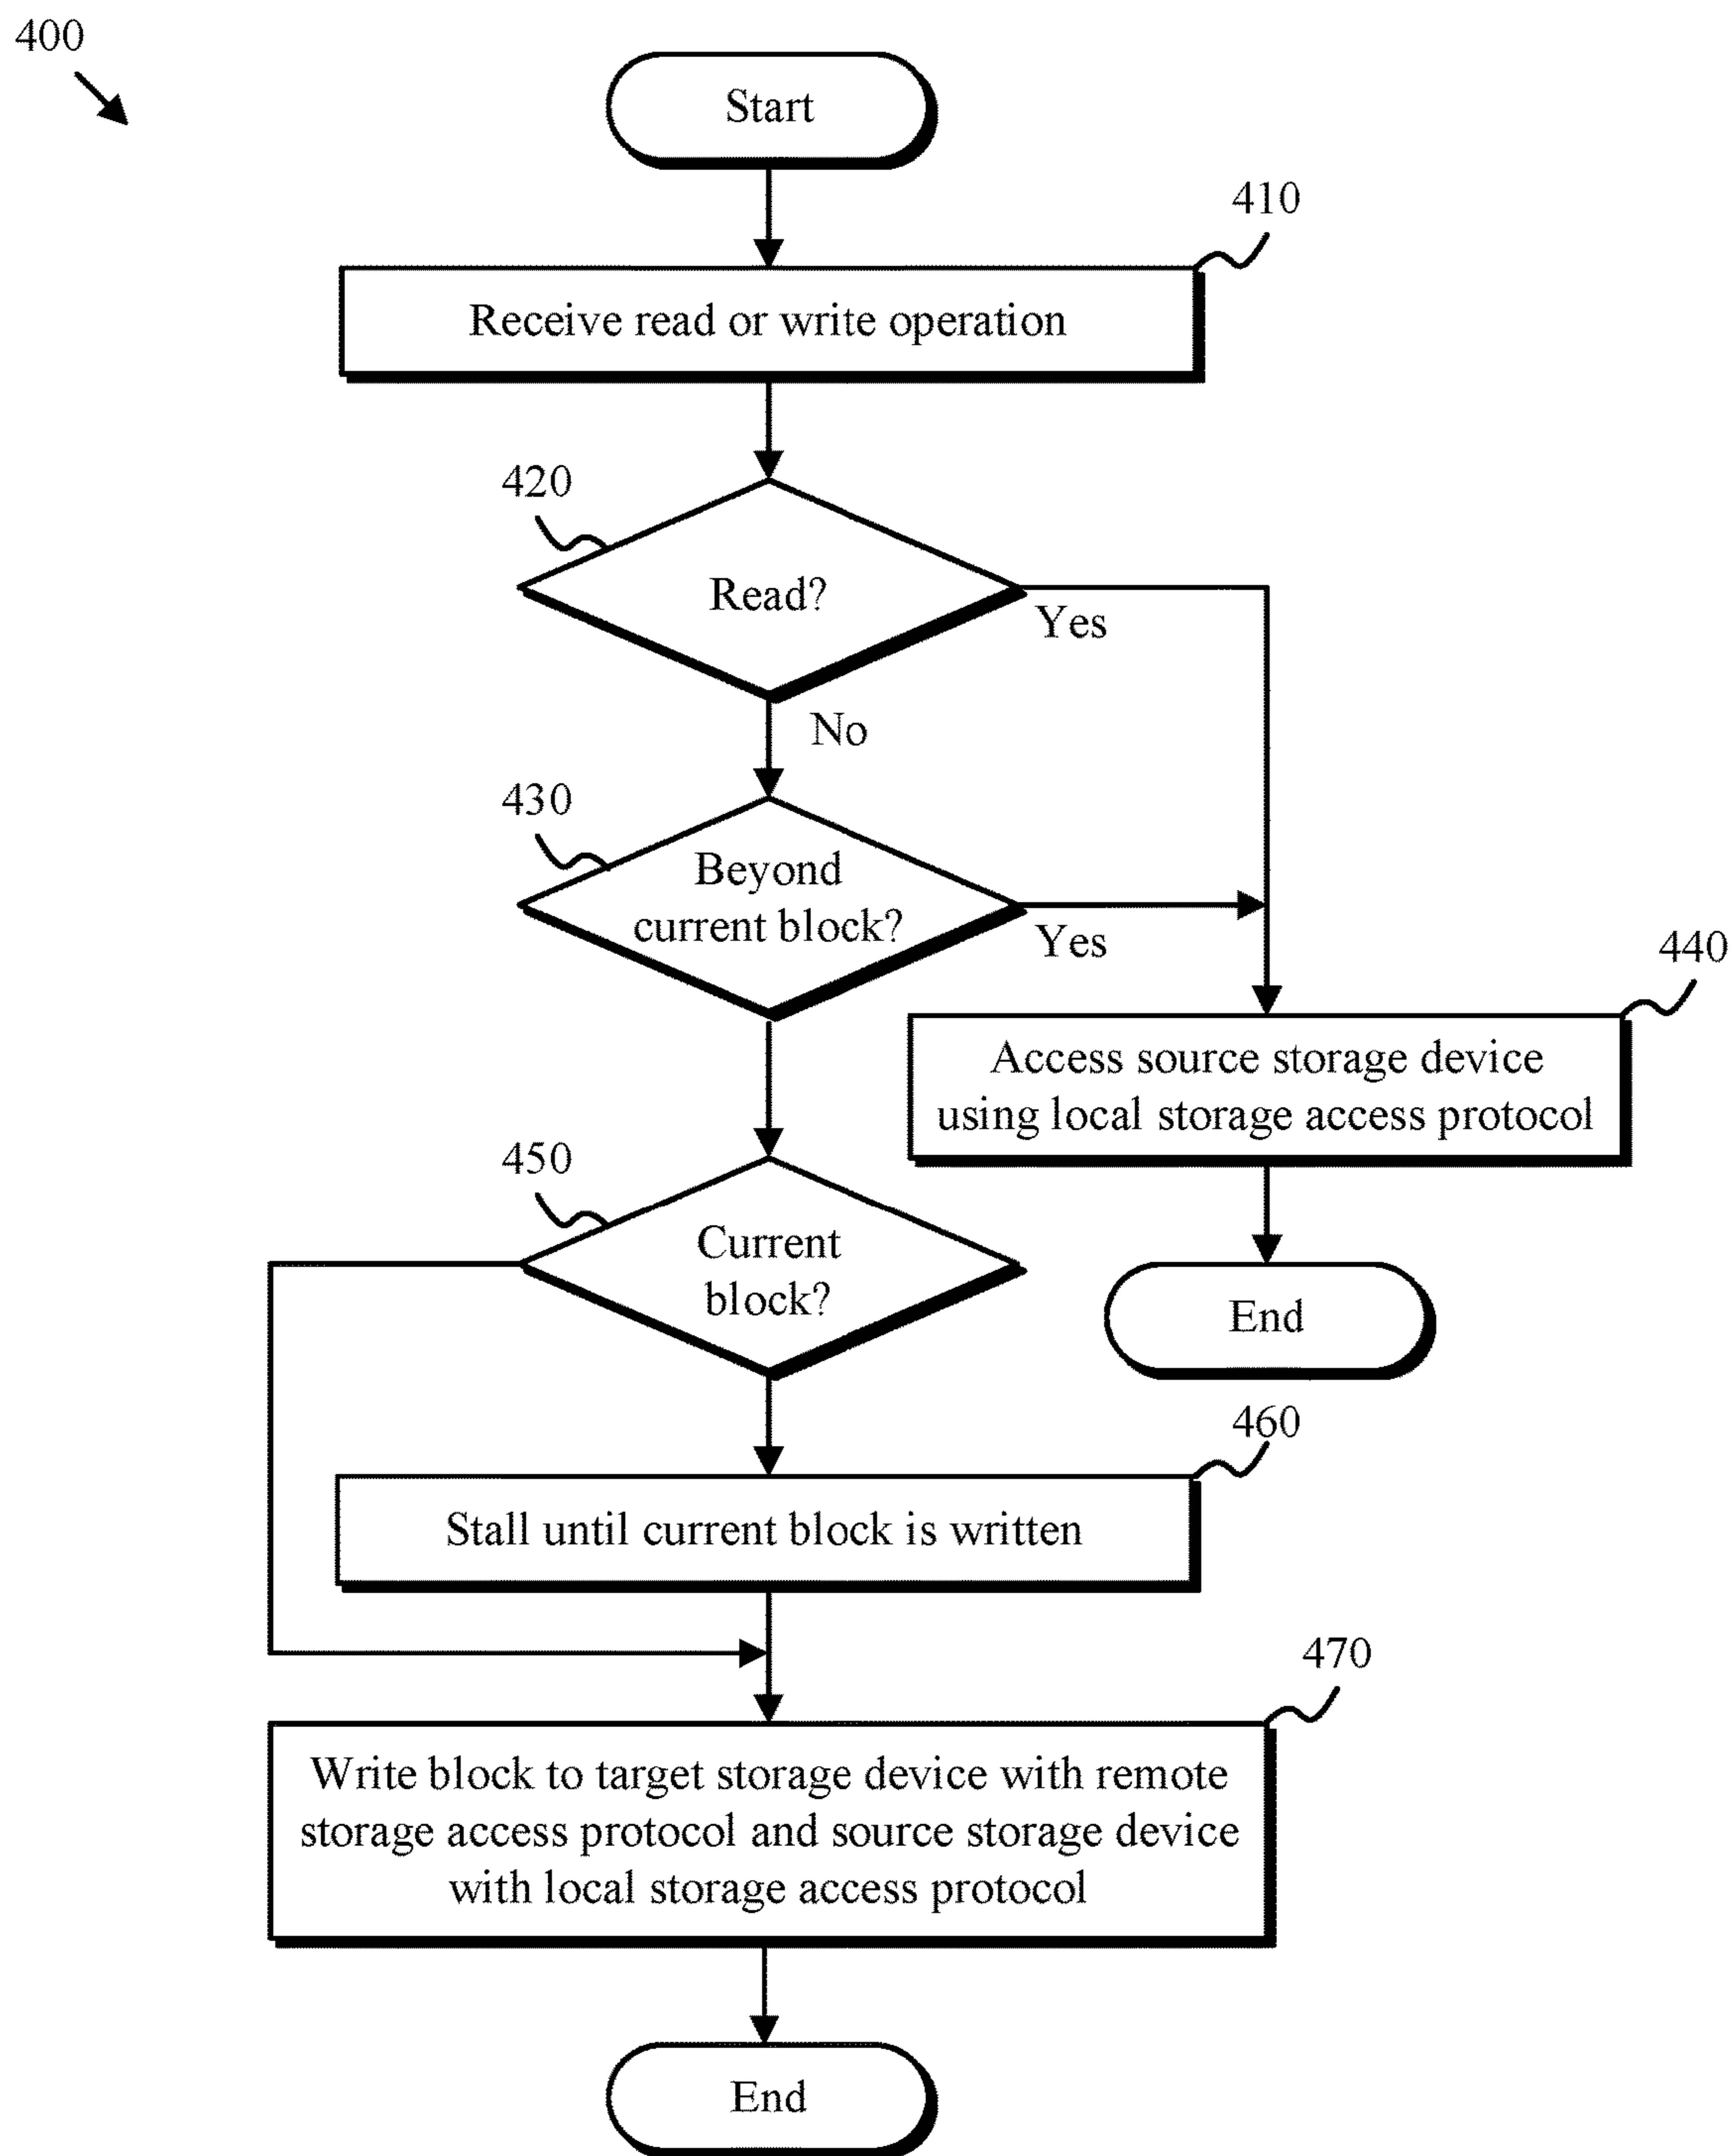 400
Start
410
Receive read or write operation
420
Read?
Yes
No
430
Beyond
current block?
Yes
440
Access source storage device
using local storage access protocol
450
Current
block?
End
460
Stall until current block is written
470
Write block to target storage device with remote
storage access protocol and source storage device
with local storage access protocol
End